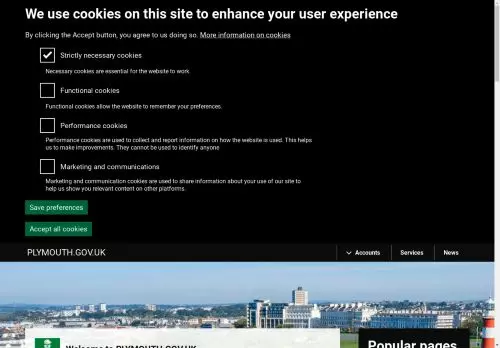 We use cookies on this site to enhance your user experience
By clicking the Accept button, you agree to us doing so. More information on cookies
Strictly necessary cookies
Necessary cookies are essential for the website to work.
Functional cookies
Functional cookies allow the website to remember your preferences.
Performance cookies
Performance cookies are used to collect and report information on how the website is used. This helps
us to make improvements. They cannot be used to identify anyone
Marketing and communications
Marketing and communication cookies are used to share information about your use of our site to
help us show you relevant content on other platforms.
Save preferences
Accept all cookies
PLYMOUTH.GOV.UK
Accounts
Services
News
Welcome to PLYMOUTH.GOV.UK
Popular pages